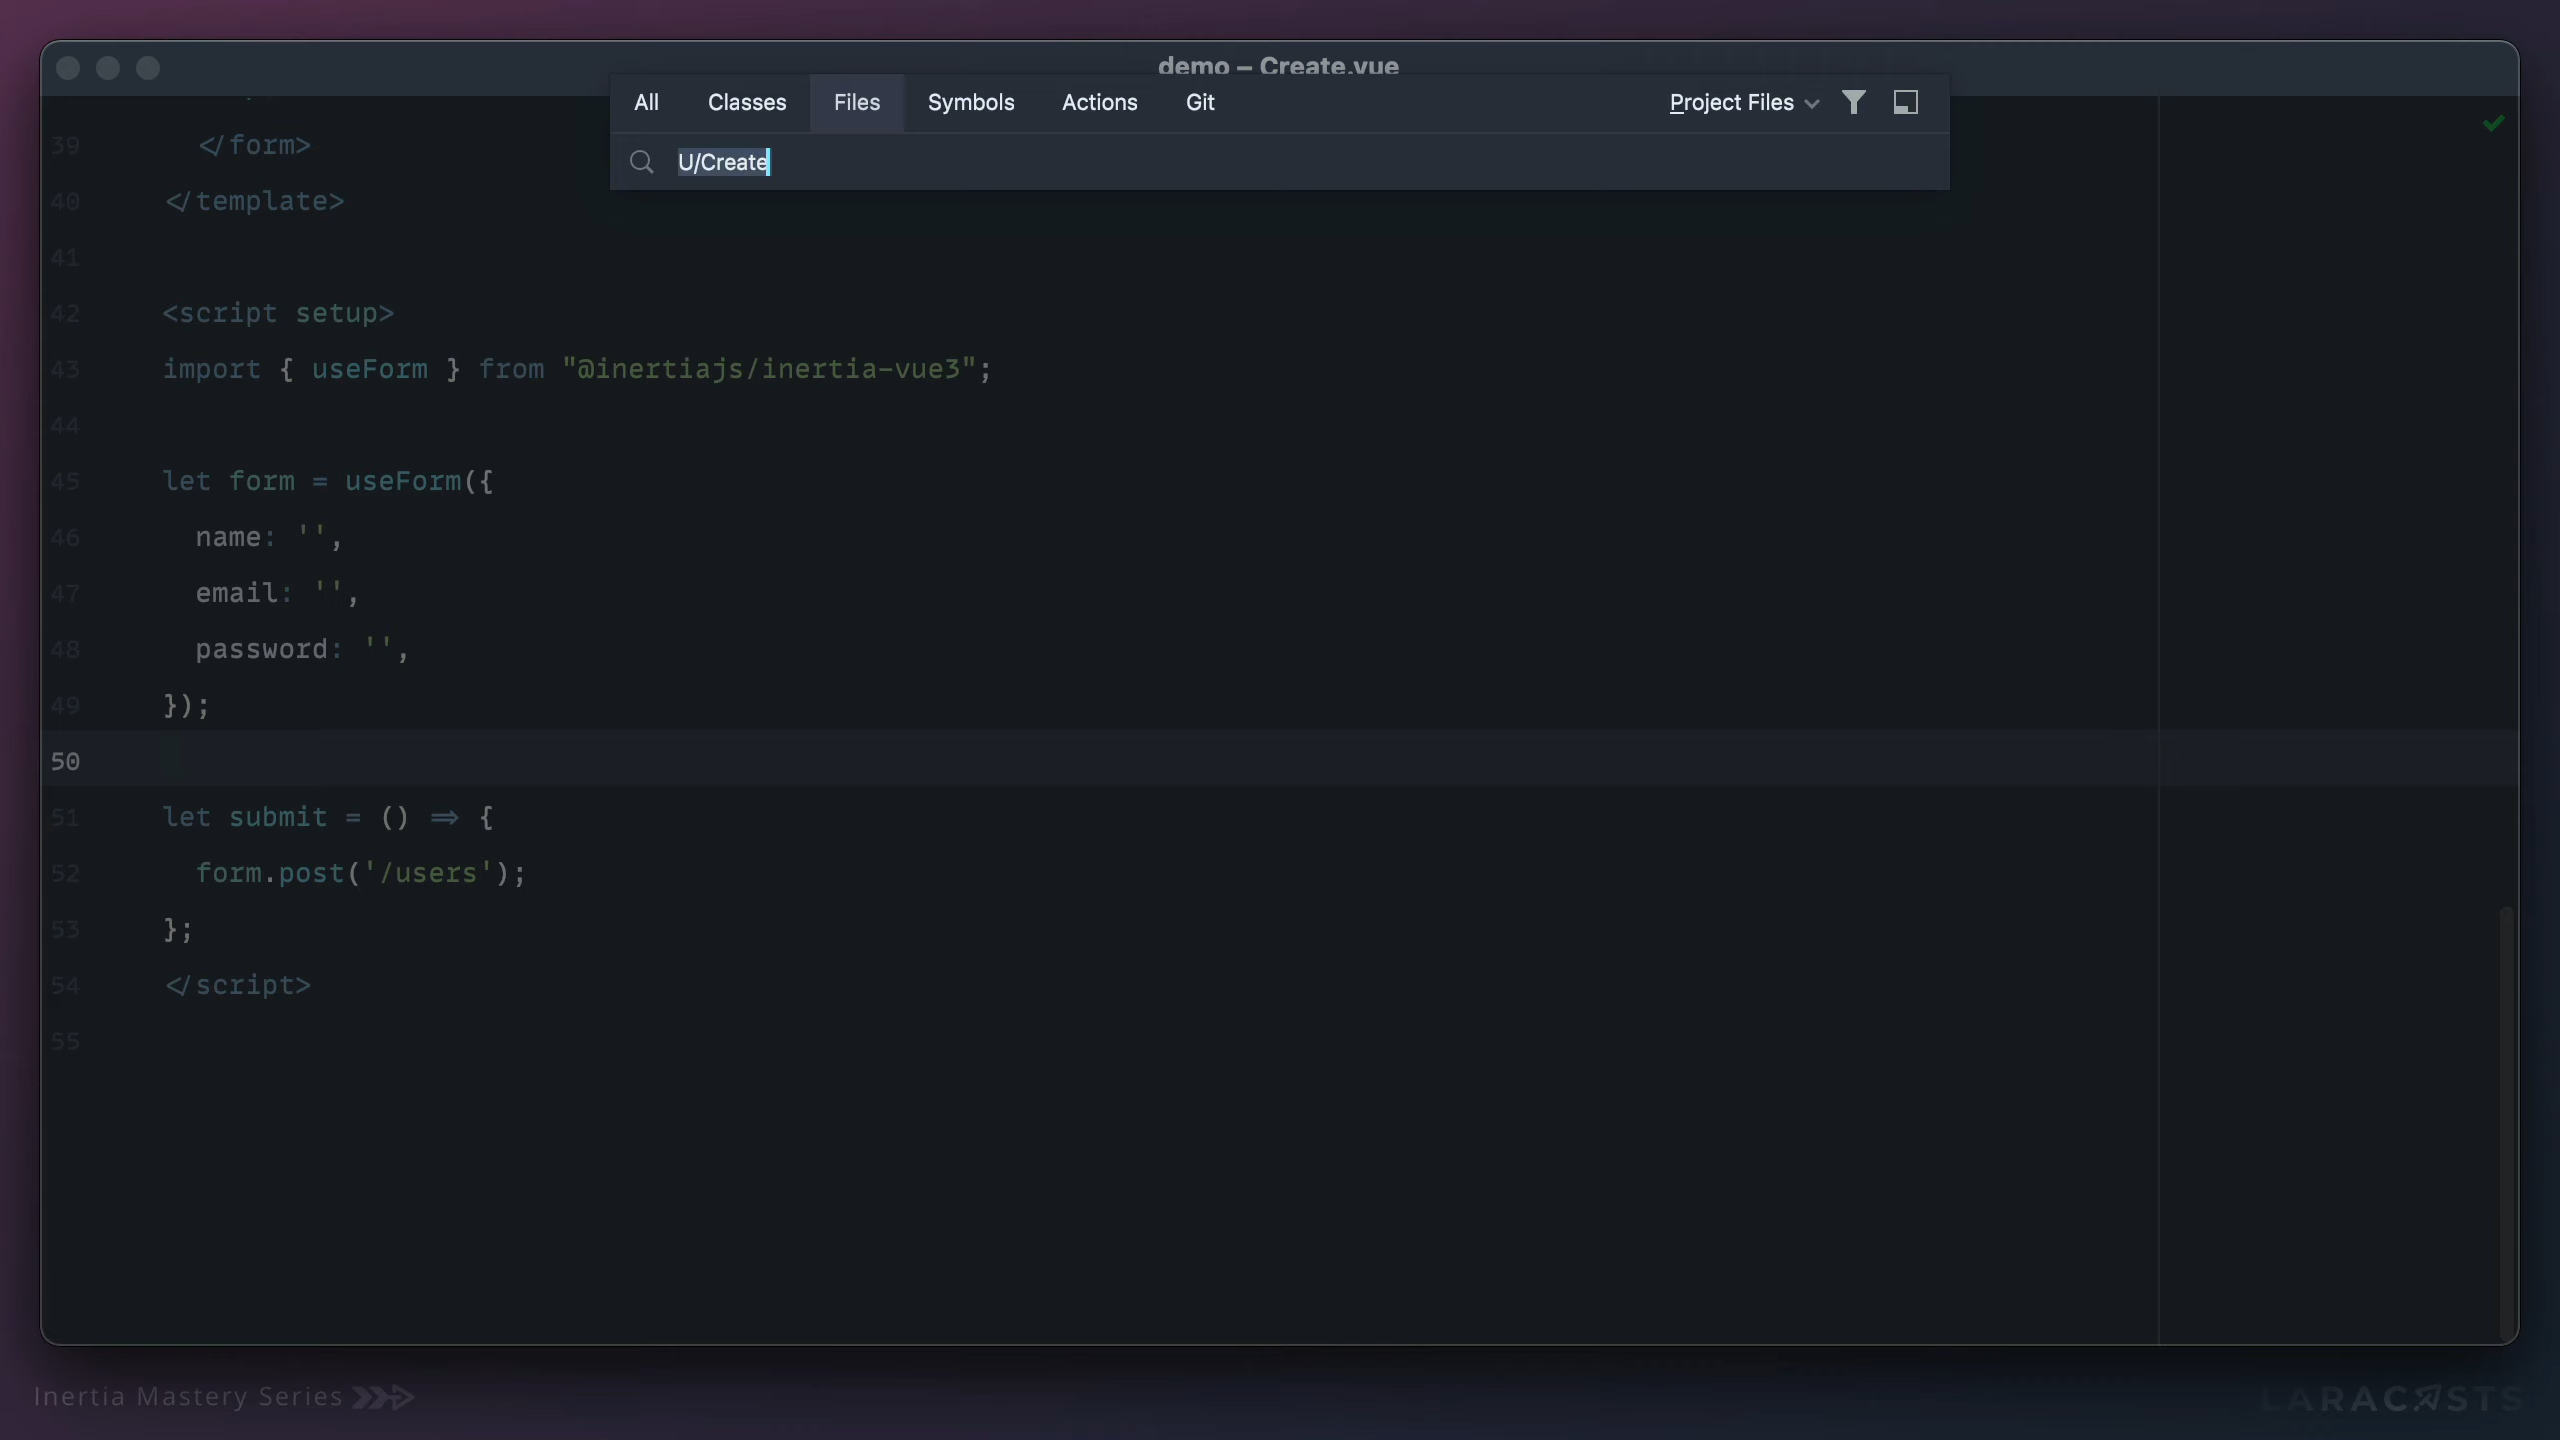 demo – Create.vue
All Classes Files Symbols Actions Git Project Files
U/Create
39 </form>
40 </template>
41
42 <script setup>
43 import { useForm } from "@inertiajs/inertia-vue3";
44
45 let form = useForm({
46 name: '',
47 email: '',
48 password: '',
49 });
50
51 let submit = () => {
52 form.post('/users');
53 };
54 </script>
55
Inertia Mastery Series
LARACASTS